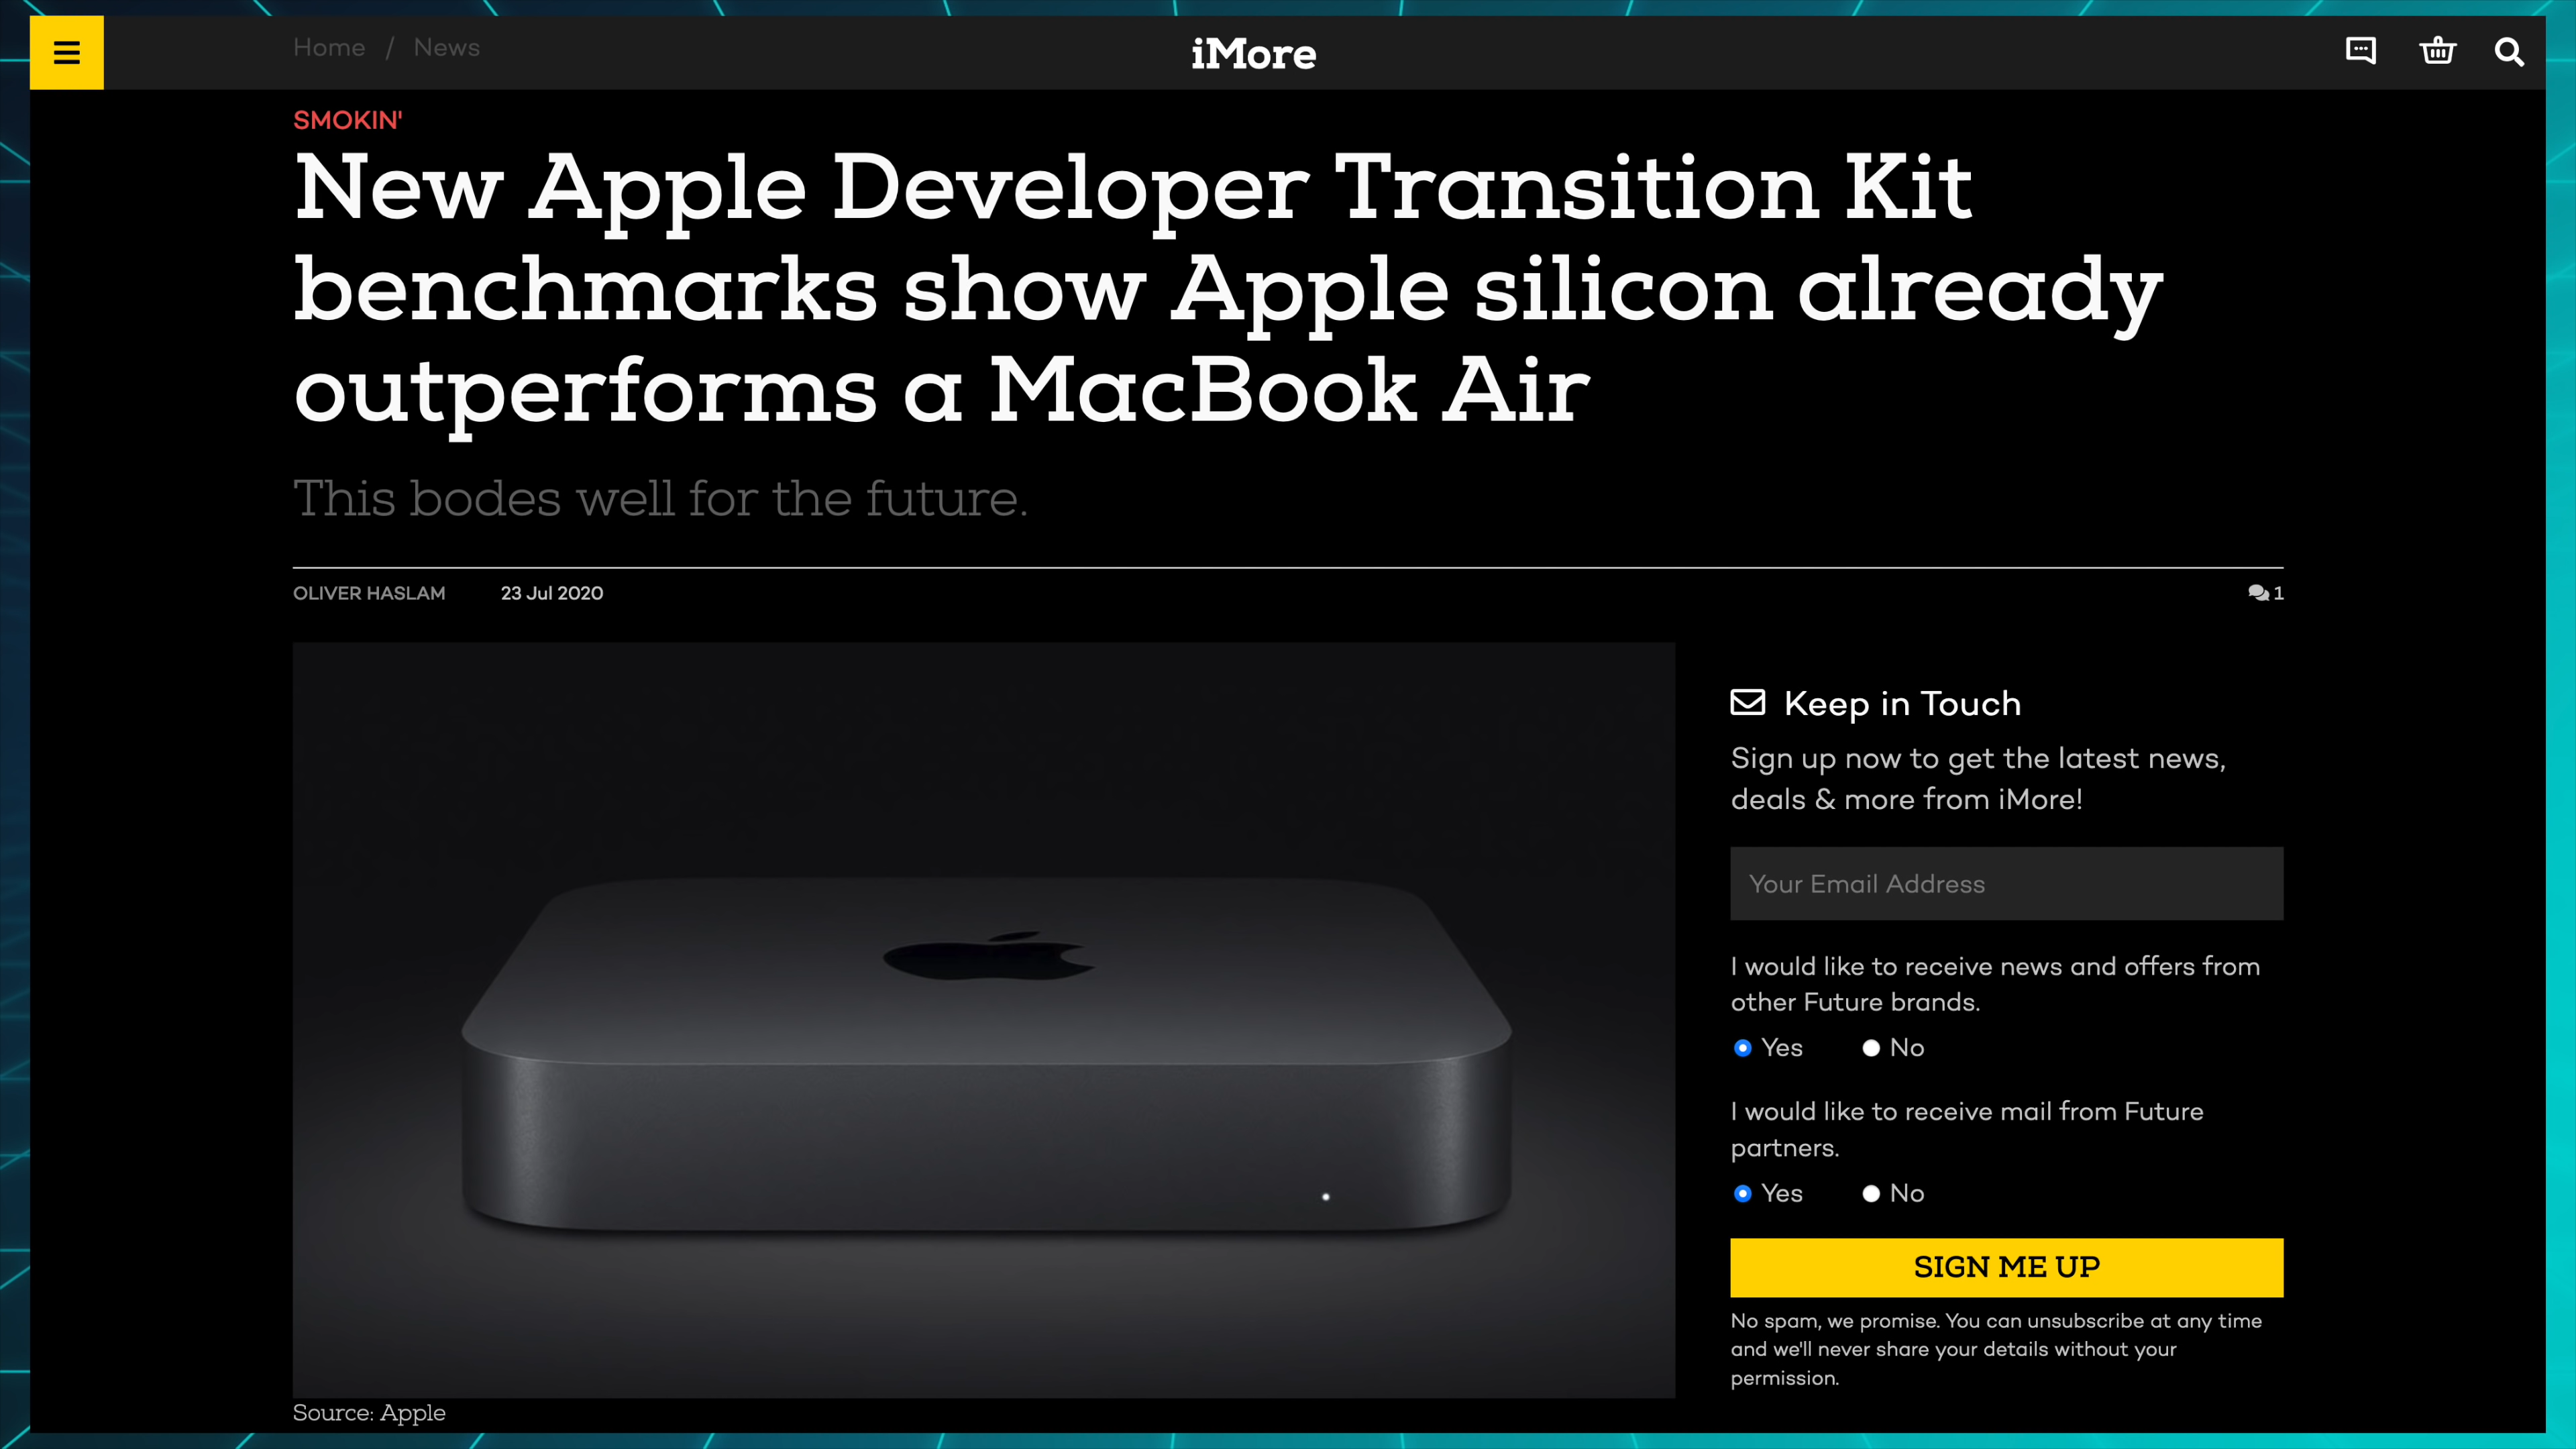 Home / News
iMore
SMOKIN'
New Apple Developer Transition Kit
benchmarks show Apple silicon already
outperforms a MacBook Air
This bodes well for the future.
OLIVER HASLAM 23 Jul 2020
1
Keep in Touch
Sign up now to get the latest news,
deals & more from iMore!
Your Email Address
I would like to receive news and offers from
other Future brands.
Yes No
I would like to receive mail from Future
partners.
Yes No
SIGN ME UP
No spam, we promise. You can unsubscribe at any time
and we'll never share your details without your
permission.
Source: Apple